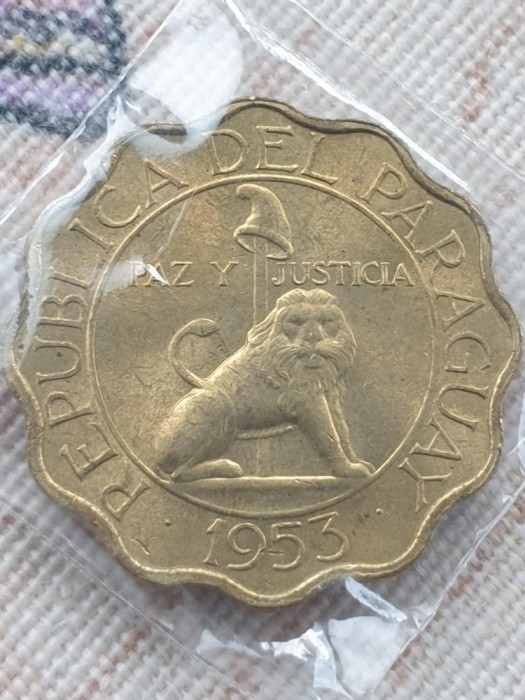 REPUBLICA DEL PARAGUAY
PAZ Y JUSTICIA
1953